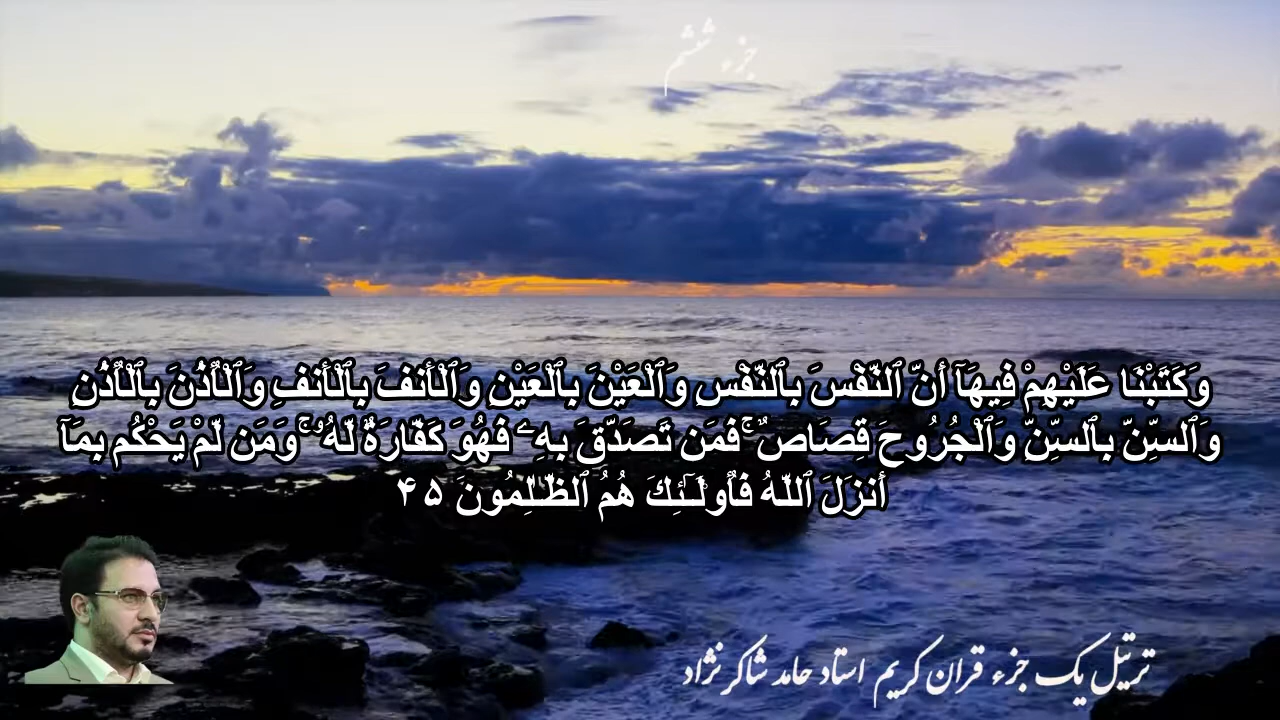 جزء ششم
وَكَتَبْنَا عَلَيْهِمْ فِيهَآ أَنَّ ٱلنَّفْسَ بِٱلنَّفْسِ وَٱلْعَيْنَ بِٱلْعَيْنِ وَٱلْأَنفَ بِٱلْأَنفِ وَٱلْأُذُنَ بِٱلْأُذُنِ
وَٱلسِّنَّ بِٱلسِّنِّ وَٱلْجُرُوحَ قِصَاصٌ ۚ فَمَن تَصَدَّقَ بِهِۦ فَهُوَ كَفَّارَةٌ لَّهُۥ ۚ وَمَن لَّمْ يَحْكُم بِمَآ
أَنزَلَ ٱللَّهُ فَأُو۟لَـٰٓئِكَ هُمُ ٱلظَّـٰلِمُونَ ۴۵
ترتیل یک جزء قران کریم استاد حامد شاکرنژاد